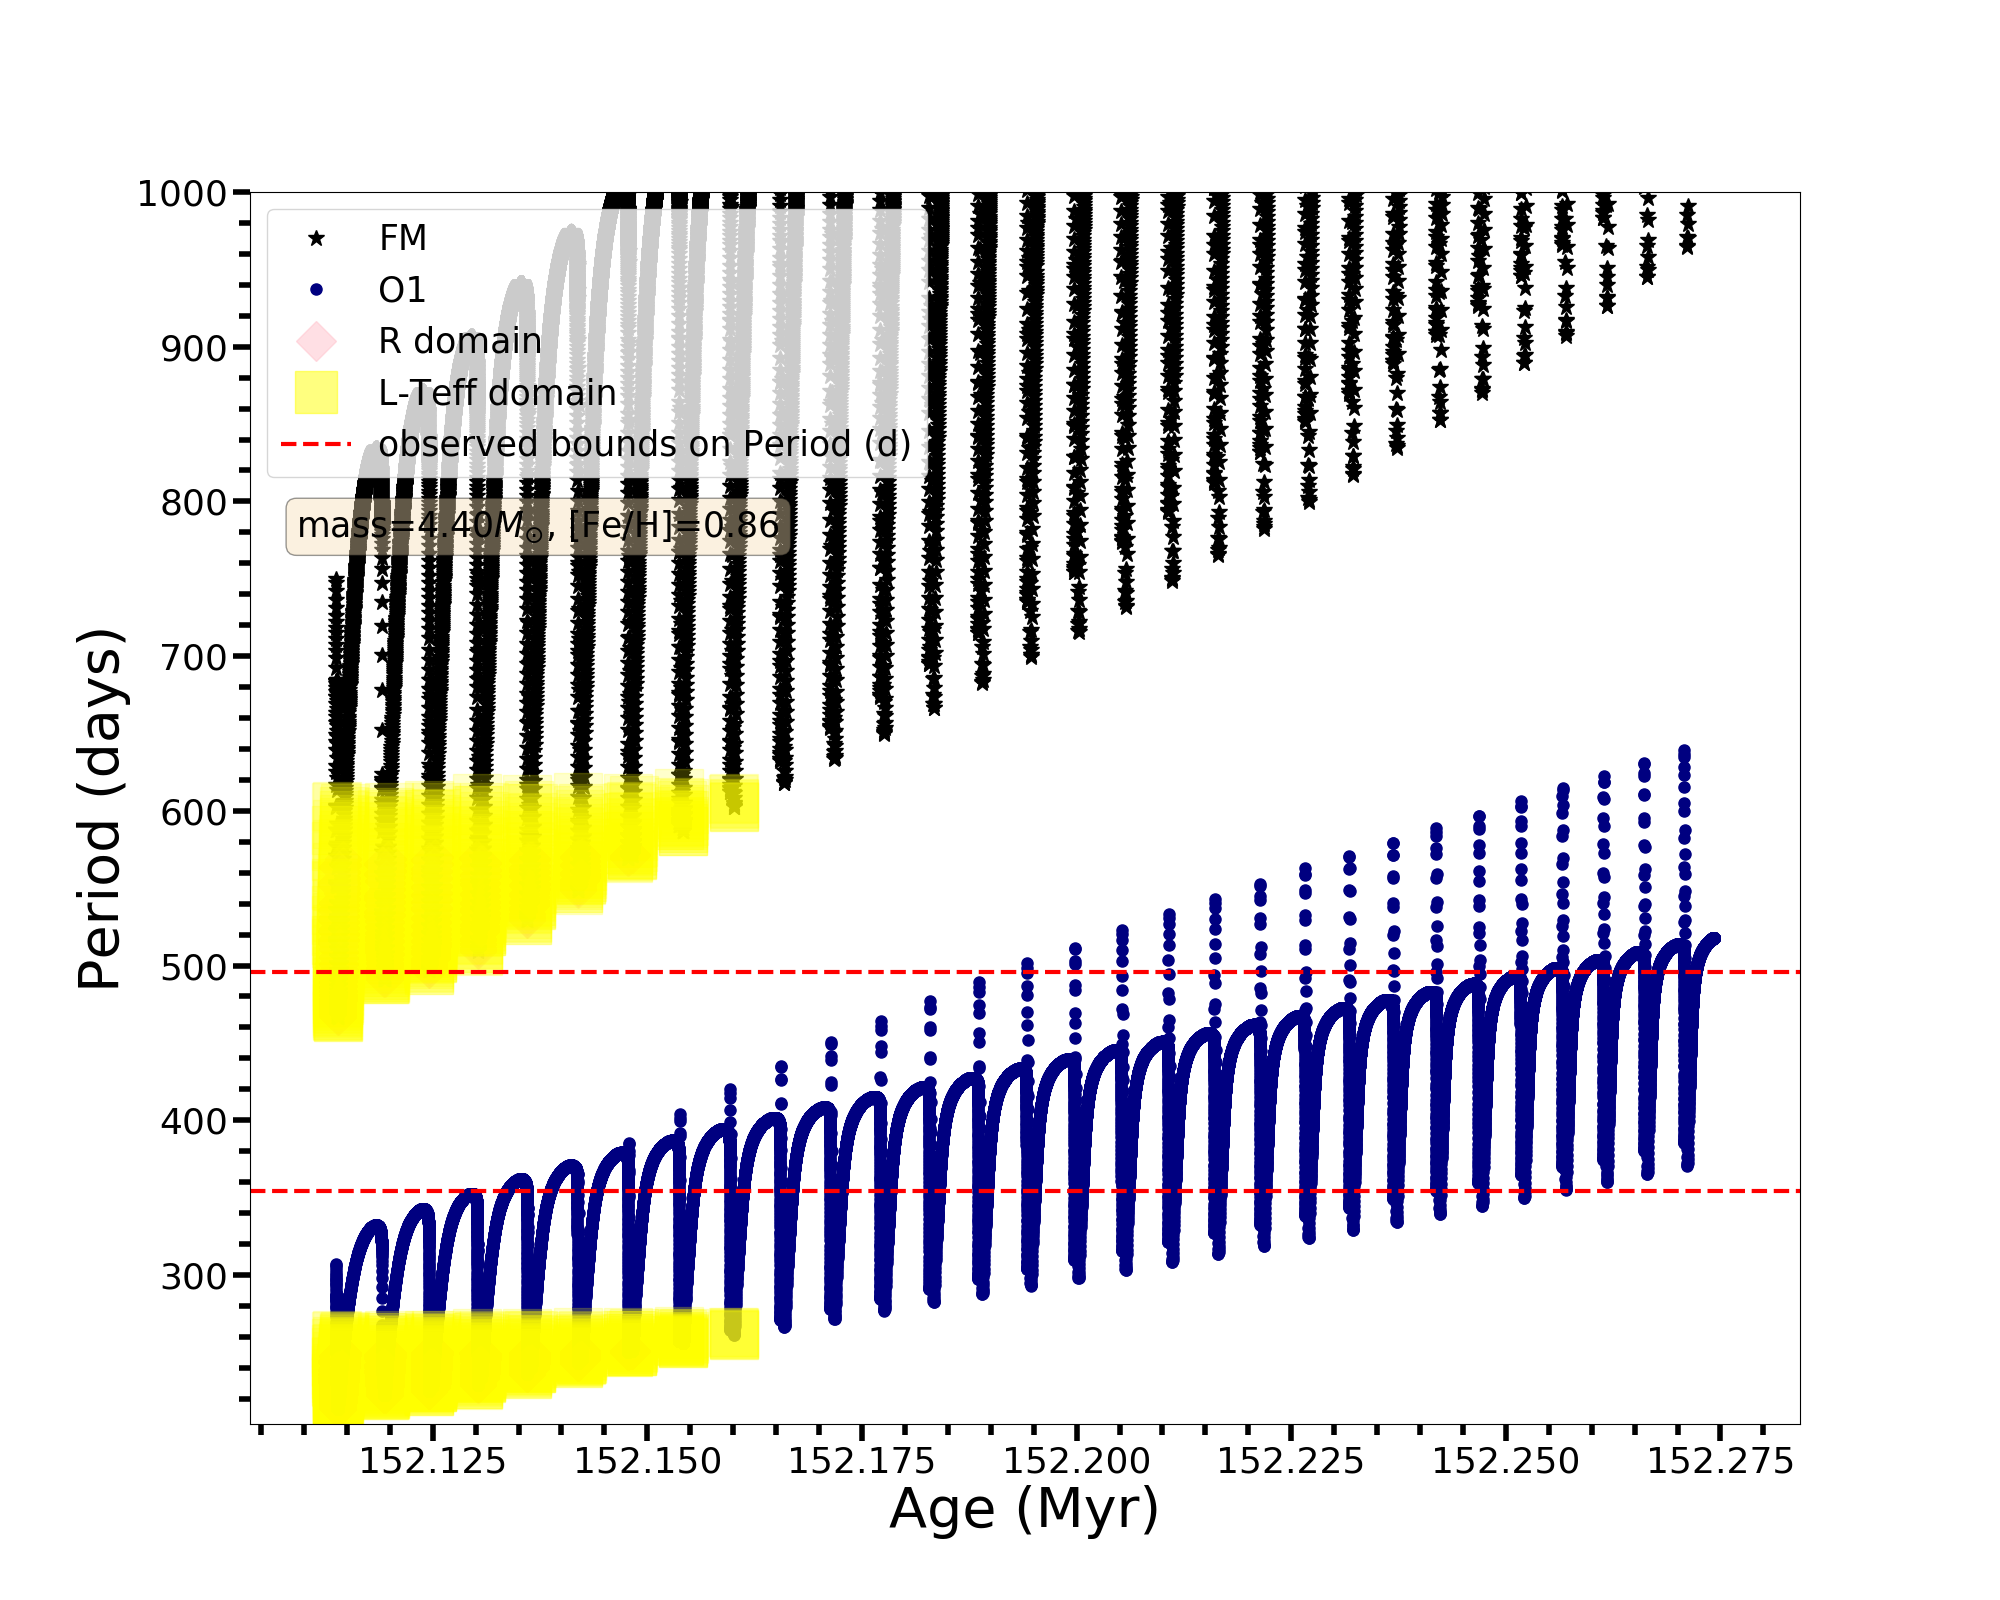 1000
900
800
700
600
500
400
300
Period (days)
FM
O1
R domain
L-Teff domain
observed bounds on Period (d)
mass=4.40M⊙, [Fe/H]=0.86
152.125 152.150 152.175 152.200 152.225 152.250 152.275
Age (Myr)